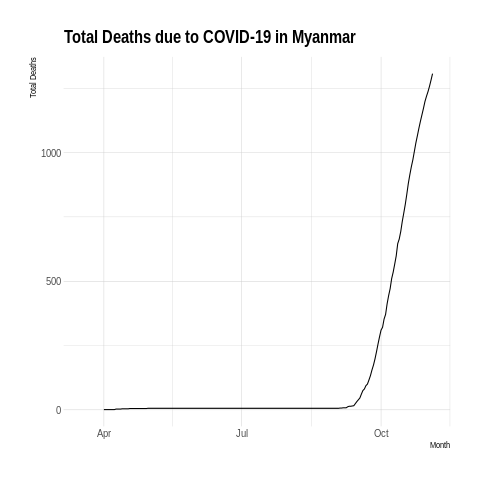 Total Deaths due to COVID-19 in Myanmar
Total Deaths
1000
500
0
Apr
Jul
Oct
Month